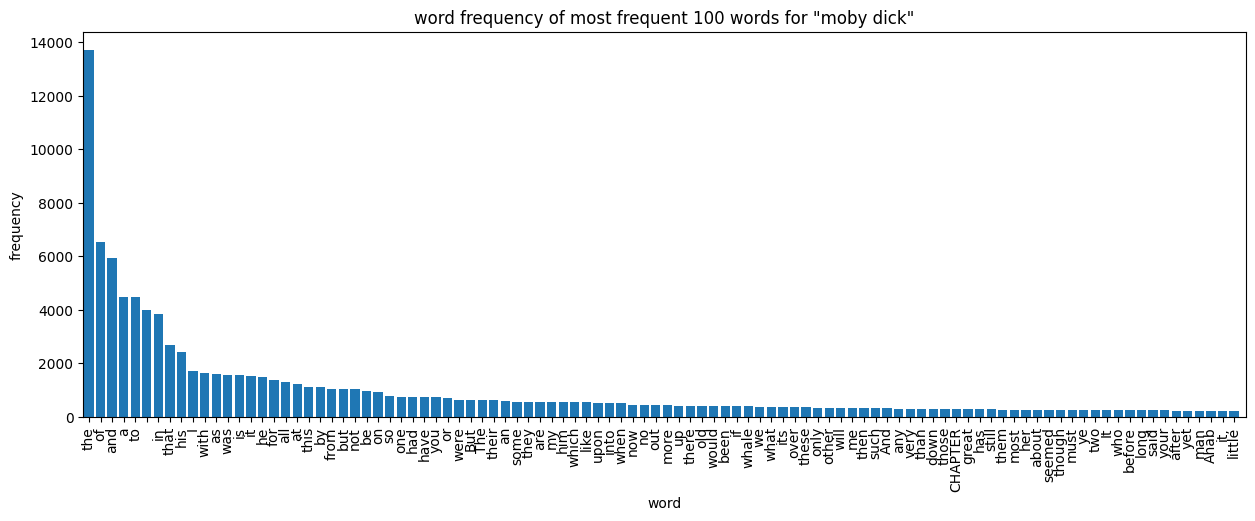 word frequency of most frequent 100 words for "moby dick"
14000
12000
10000
8000
6000
4000
2000
0
frequency
the
of
and
a
to
in
that
his
I
with
as
was
is
it
he
for
all
at
this
by
from
but
not
be
on
so
one
had
have
you
or
were
But
The
their
an
some
they
are
my
him
which
like
upon
into
when
now
no
out
more
up
there
old
would
been
if
whale
we
what
its
over
these
only
other
will
me
then
such
And
any
very
than
down
those
CHAPTER
great
has
still
them
most
her
about
seemed
though
must
ye
two
It
who
before
long
said
your
after
yet
man
Ahab
it,
little
word